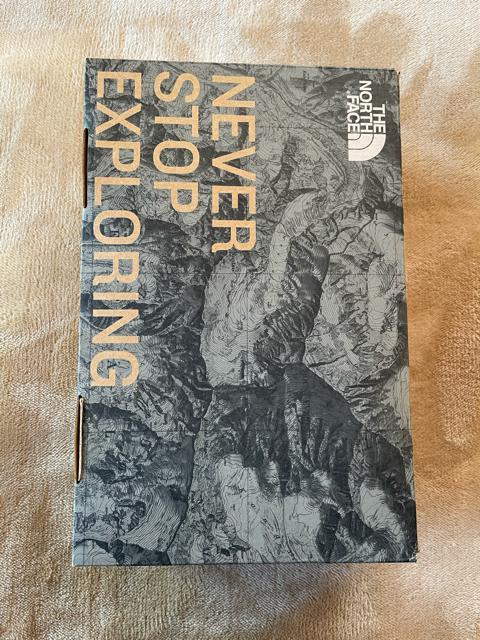 THE
NORTH
FACE
NEVER
STOP
EXPLORING